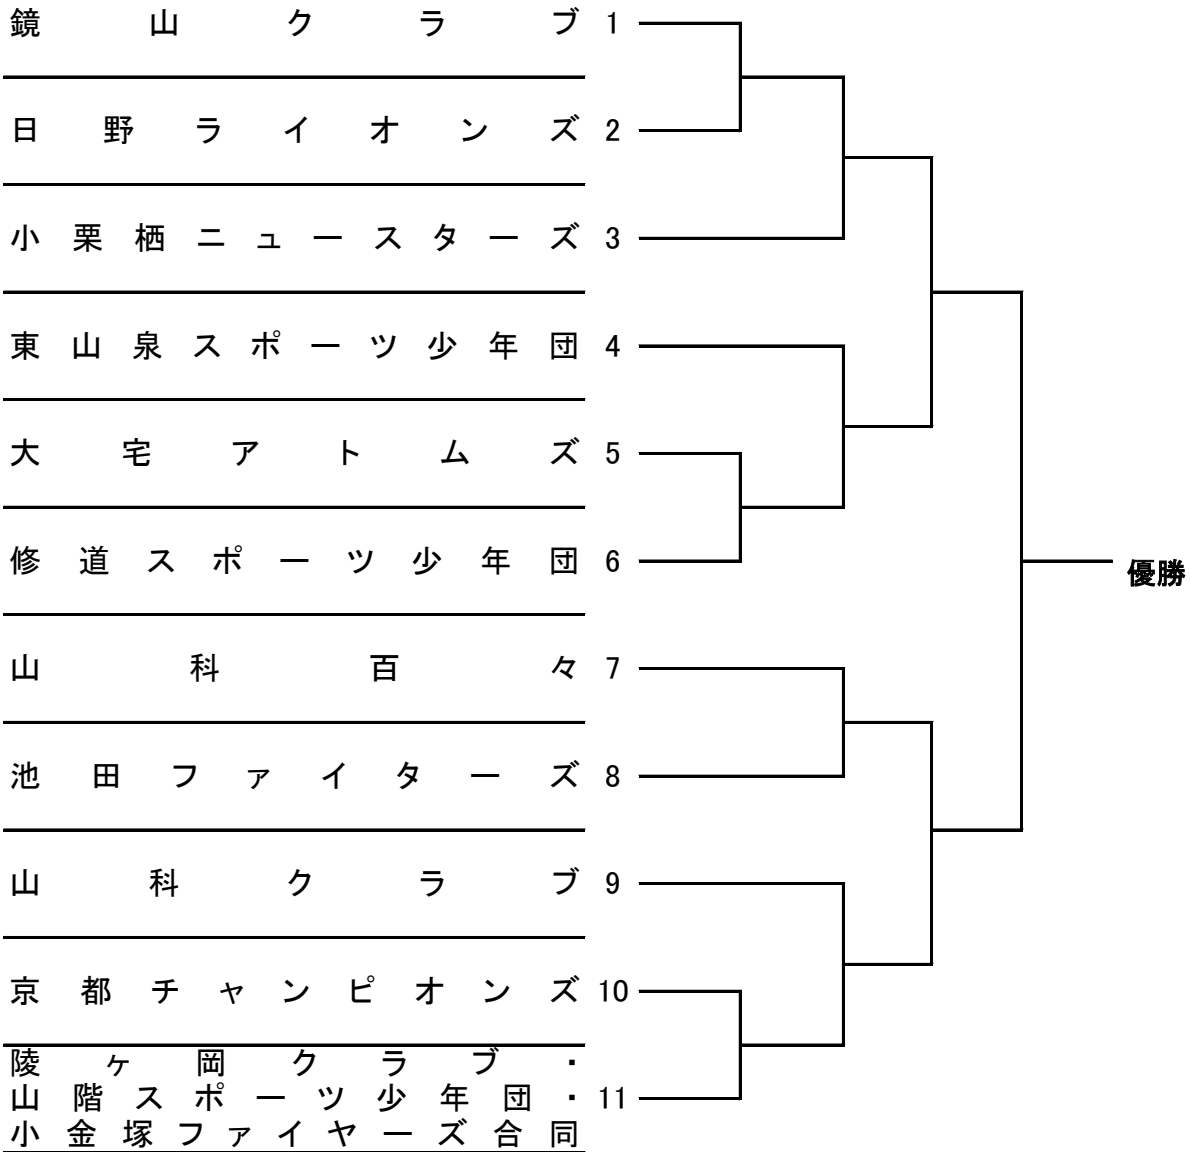 鏡山クラブ 1
日野ライオンズ 2
小栗栖ニュースターズ 3
東山泉スポーツ少年団 4
大宅アトムズ 5
修道スポーツ少年団 6
優勝
山科百々 7
池田ファイターズ 8
山科クラブ 9
京都チャンピオンズ 10
陵ヶ岡クラブ・
山階スポーツ少年団・ 11
小金塚ファイヤーズ合同